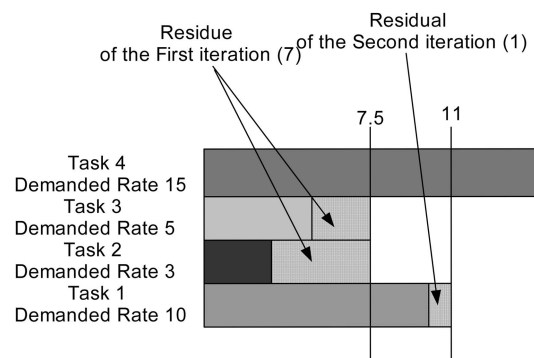 Residue
of the First iteration (7)
Residual
of the Second iteration (1)
7.5
11
Task 4
Demanded Rate 15
Task 3
Demanded Rate 5
Task 2
Demanded Rate 3
Task 1
Demanded Rate 10